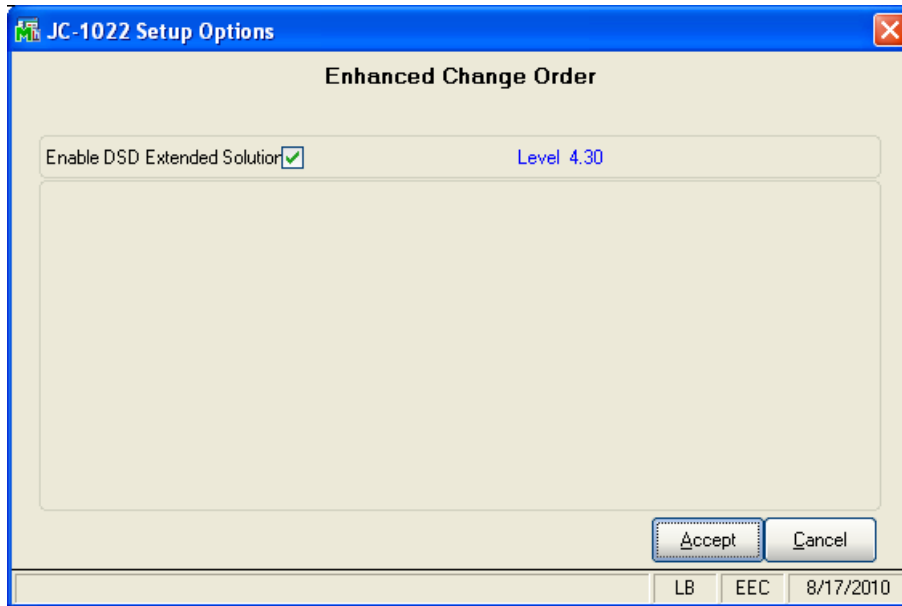 JC-1022 Setup Options
Enhanced Change Order
Enable DSD Extended Solution Level 4.30
Accept Cancel
LB EEC 8/17/2010